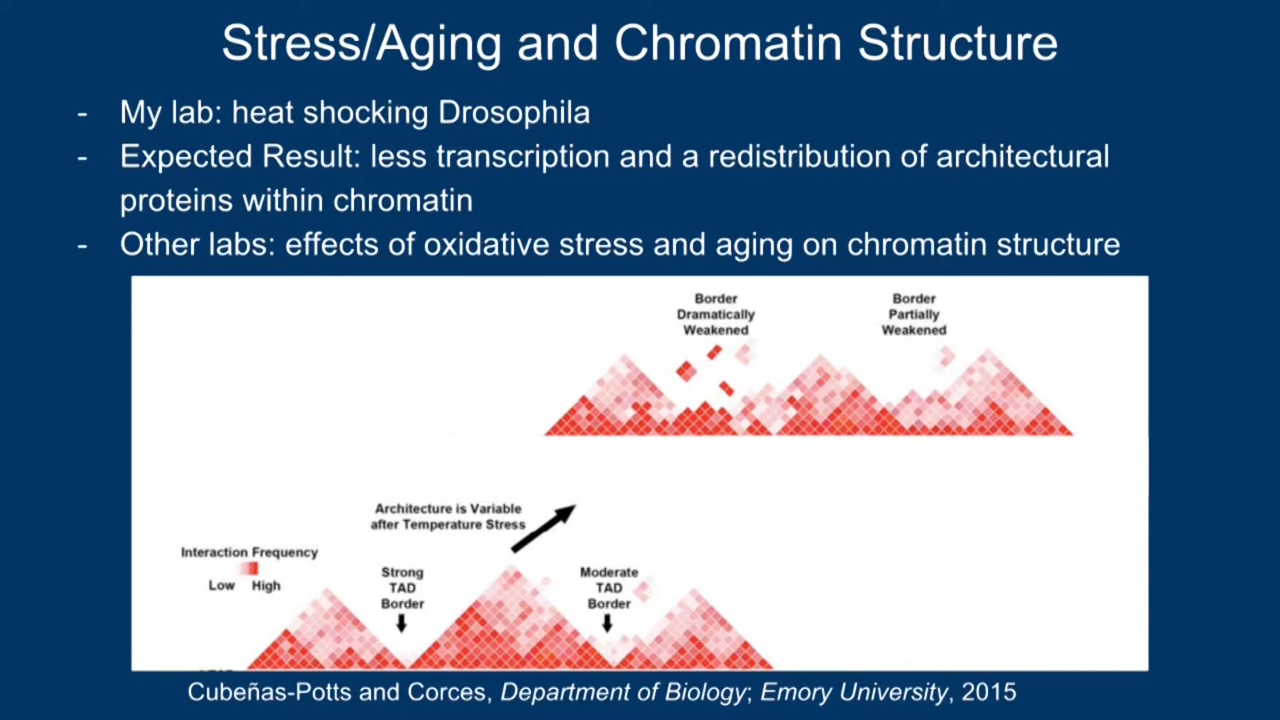 Stress/Aging and Chromatin Structure
- My lab: heat shocking Drosophila
- Expected Result: less transcription and a redistribution of architectural
proteins within chromatin
- Other labs: effects of oxidative stress and aging on chromatin structure
Border
Dramatically
Weakened
Border
Partially
Weakened
Architecture is Variable
after Temperature Stress
Interaction Frequency
Low High
Strong
TAD
Border
Moderate
TAD
Border
Cubeñas-Potts and Corces, Department of Biology; Emory University, 2015